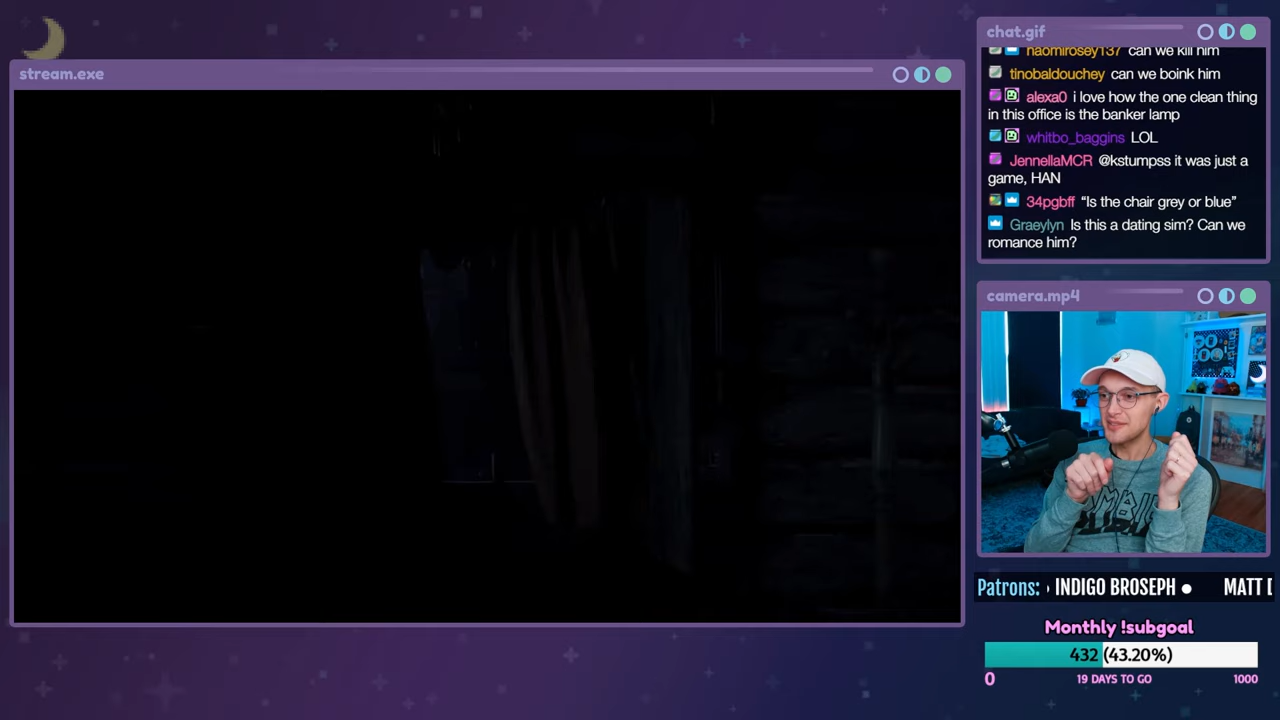 stream.exe
chat.gif
naomirosey137 can we kill him
tinobaldouchey can we boink him
alexa0 i love how the one clean thing
in this office is the banker lamp
whitbo_baggins LOL
JennellaMCR @kstumpss it was just a
game, HAN
34pgbff “Is the chair grey or blue”
Graeylyn Is this a dating sim? Can we
romance him?
camera.mp4
Patrons: INDIGO BROSEPH ● MATT
Monthly !subgoal
432 (43.20%)
0 19 DAYS TO GO 1000